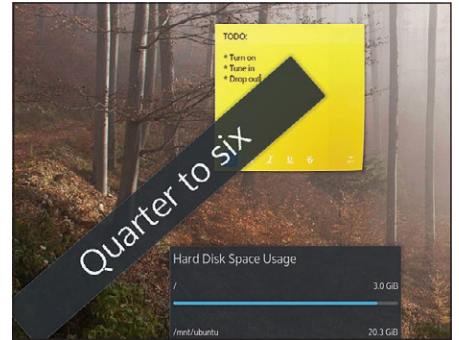 TODO:
* Turn on
* Tune in
* Drop out
Quarter to six
Hard Disk Space Usage
/ 3.0 GiB
/mnt/ubuntu 20.3 GiB